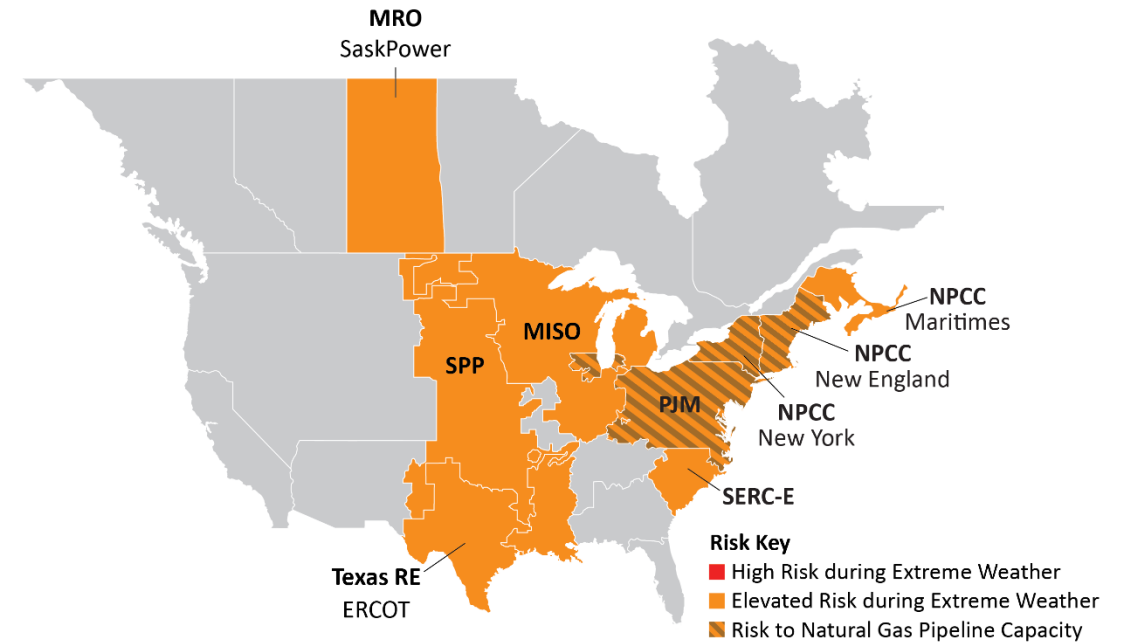 MRO
SaskPower
MISO
SPP
PJM
NPCC
Maritimes
NPCC
New England
NPCC
New York
SERC-E
Texas RE
ERCOT
Risk Key
High Risk during Extreme Weather
Elevated Risk during Extreme Weather
Risk to Natural Gas Pipeline Capacity